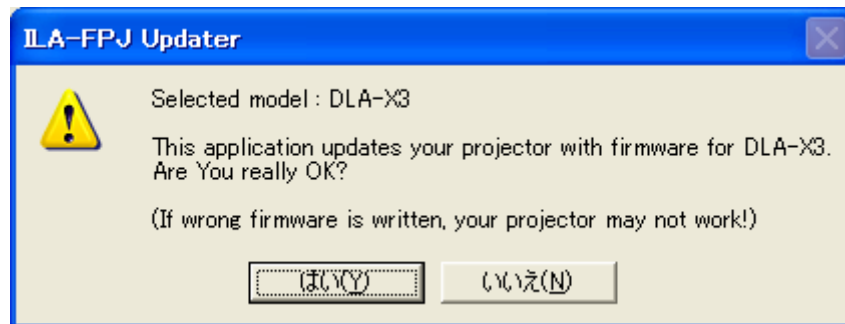 ILA-FPJ Updater
Selected model : DLA-X3
This application updates your projector with firmware for DLA-X3.
Are You really OK?
(If wrong firmware is written, your projector may not work!)
はい(Y)
いいえ(N)